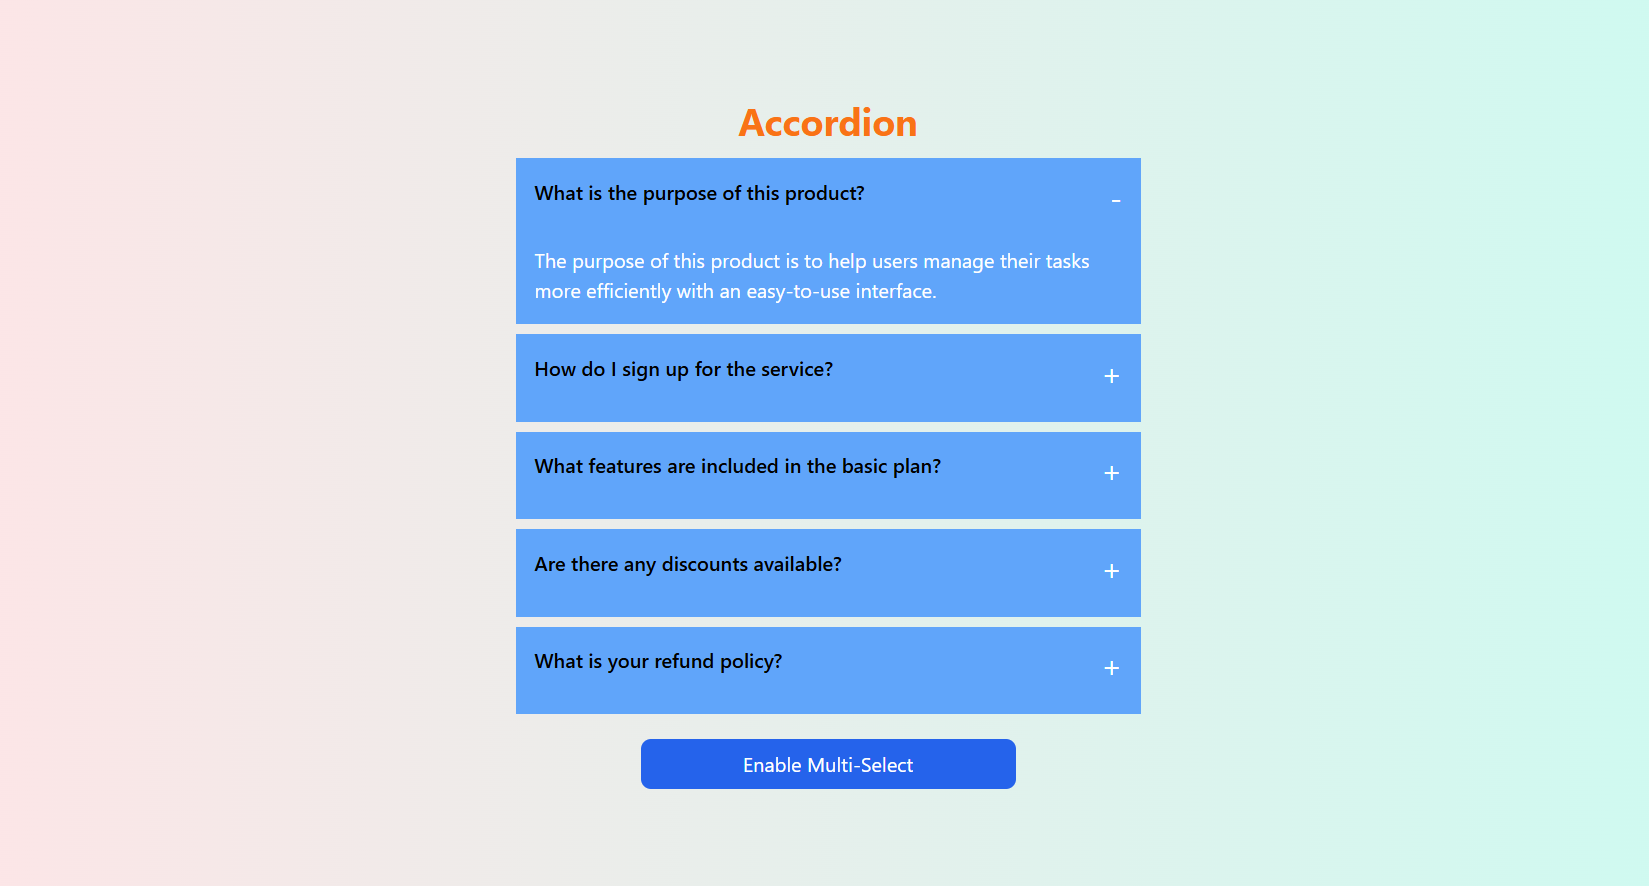 Accordion
What is the purpose of this product?
-
The purpose of this product is to help users manage their tasks
more efficiently with an easy-to-use interface.
How do I sign up for the service?
+
What features are included in the basic plan?
+
Are there any discounts available?
+
What is your refund policy?
+
Enable Multi-Select